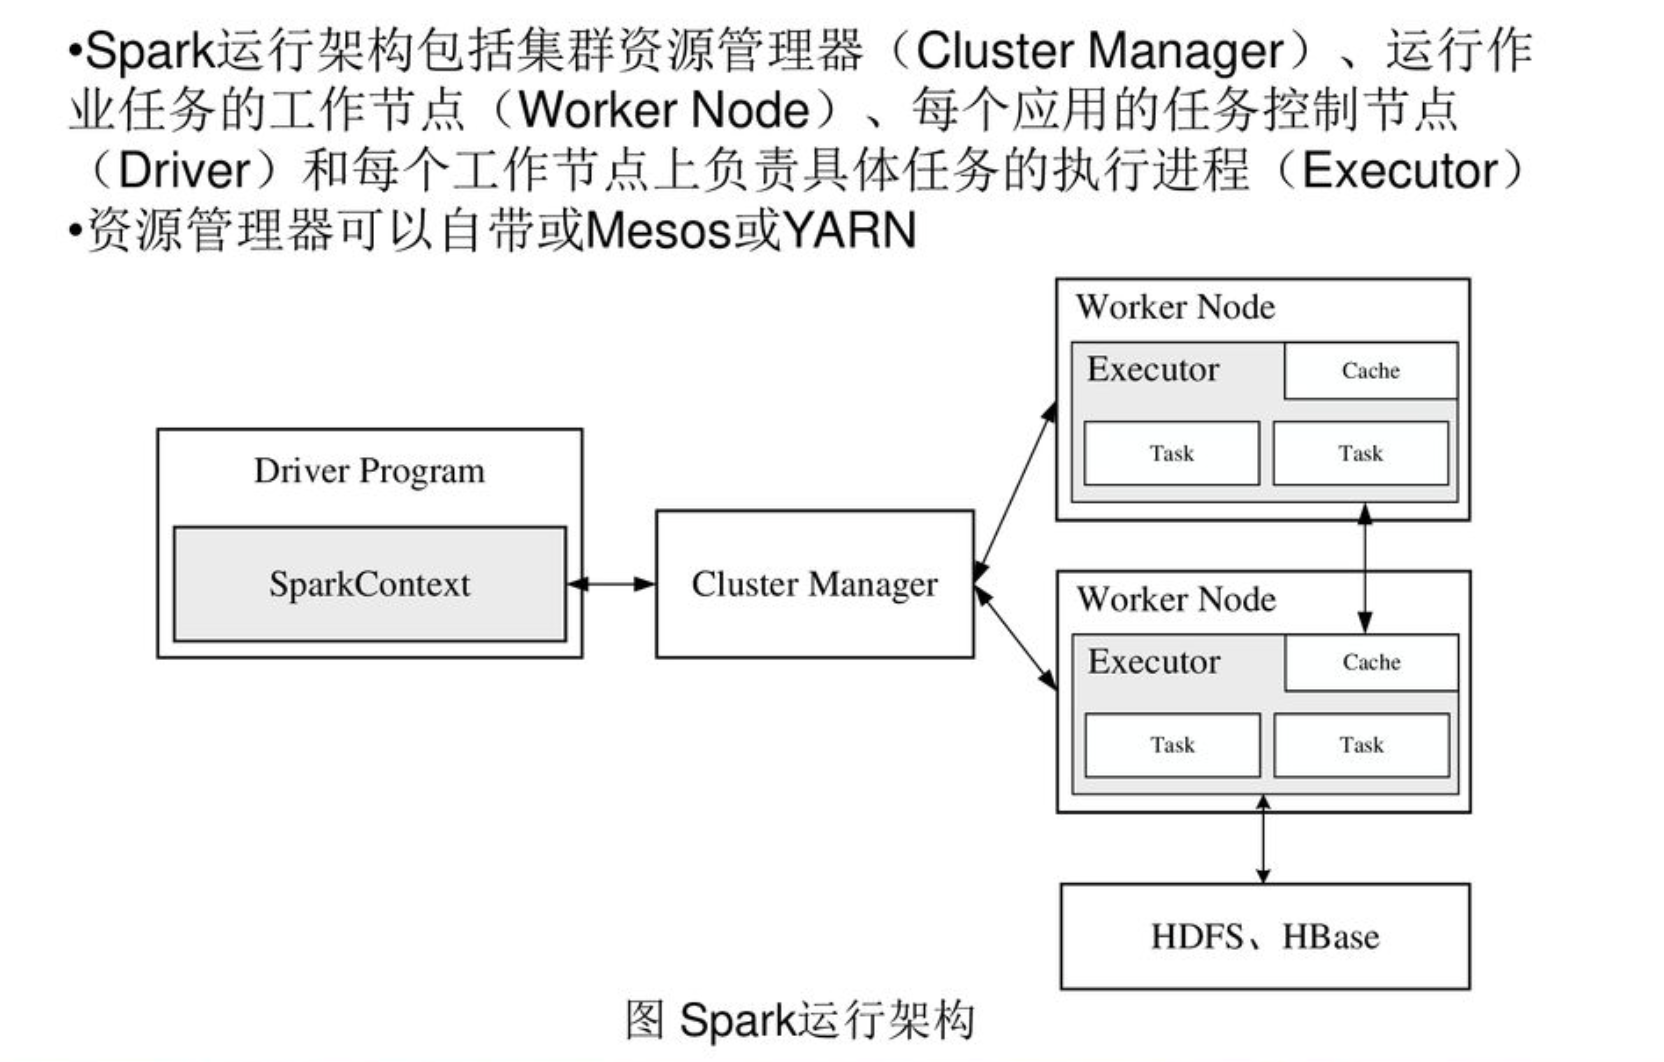 •Spark运行架构包括集群资源管理器（Cluster Manager）、运行作
业任务的工作节点（Worker Node）、每个应用的任务控制节点
（Driver）和每个工作节点上负责具体任务的执行进程（Executor）
•资源管理器可以自带或Mesos或YARN
Driver Program
SparkContext
Cluster Manager
Worker Node
Executor
Cache
Task
Task
Worker Node
Executor
Cache
Task
Task
HDFS、HBase
图 Spark运行架构